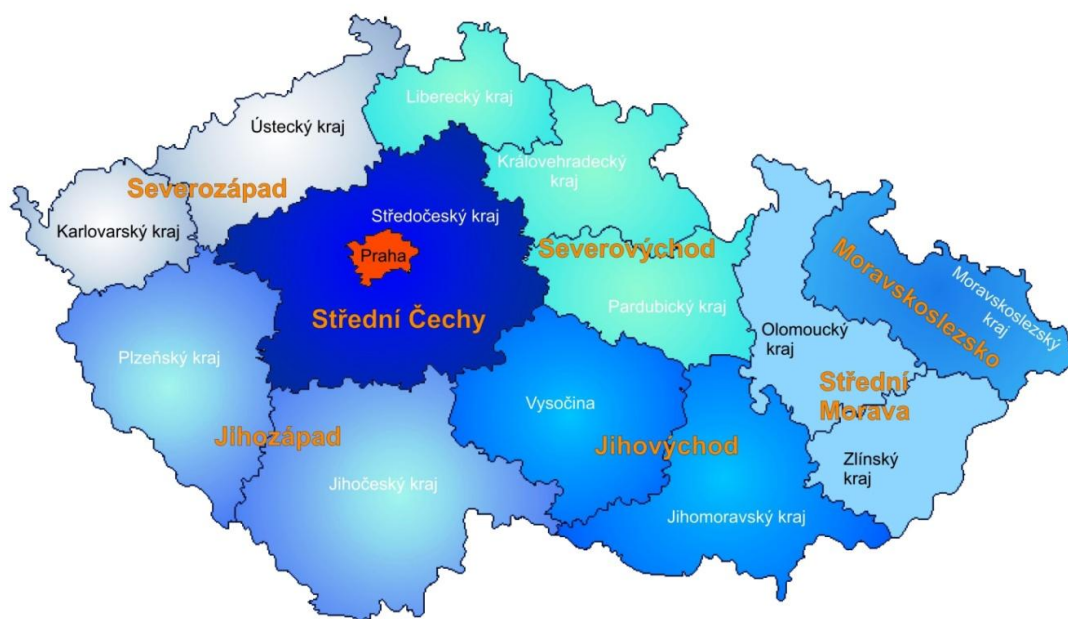 Liberecký kraj
Ústecký kraj
Královehradecký
kraj
Severozápad
Karlovarský kraj
Středočeský kraj
Praha
Severovýchod
Moravskoslezsko
Moravskoslezský
kraj
Pardubický kraj
Střední Čechy
Olomoucký
kraj
Plzeňský kraj
Střední
Morava
Vysočina
Jihozápad
Jihovýchod
Zlínský
kraj
Jihočeský kraj
Jihomoravský kraj